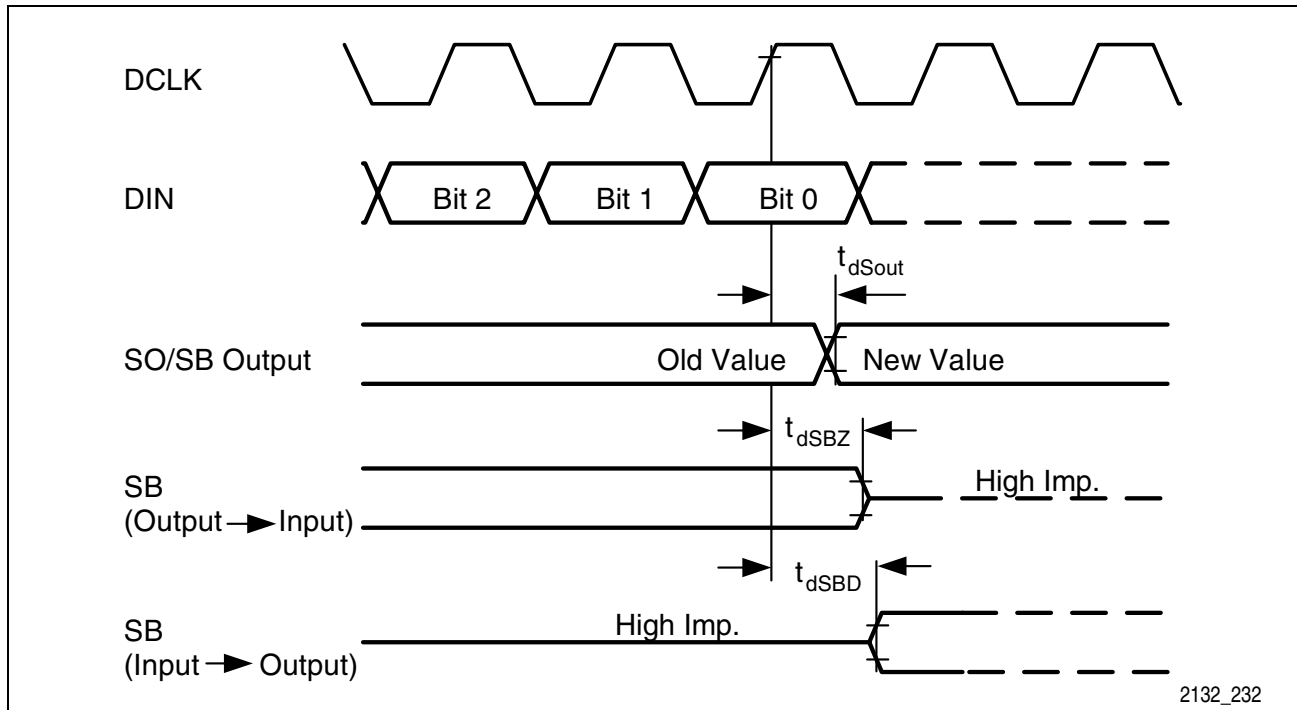 DCLK
DIN
Bit 2 Bit 1 Bit 0
tdSout
SO/SB Output
Old Value New Value
tdSBZ
SB
(Output → Input)
High Imp.
tdSBD
SB
(Input → Output)
High Imp.
2132_232